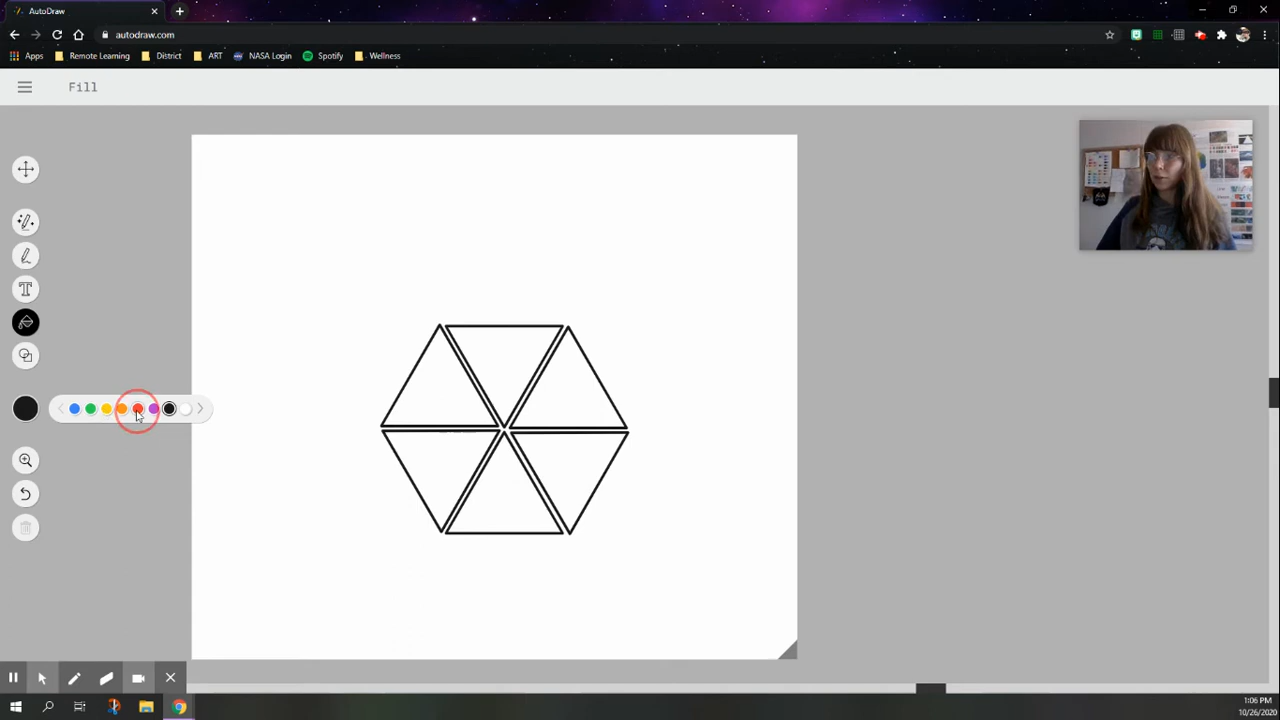 AutoDraw
autodraw.com
Apps Remote Learning District ART NASA Login Spotify Wellness
Fill
T
1:06 PM
10/26/2020